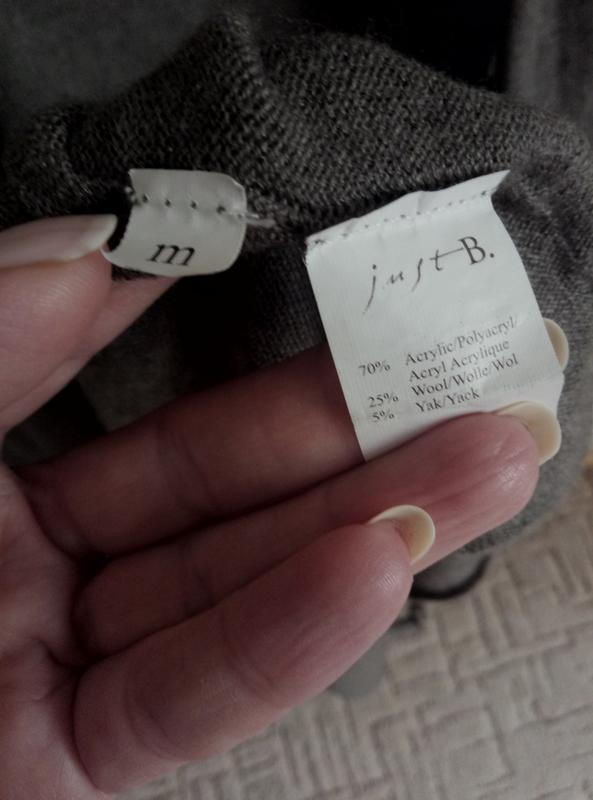 m
just B.
70% Acrylic/Polyacryl/
Acryl Acrylique
25% Wool/Wolle/Wol
5% Yak/Yack